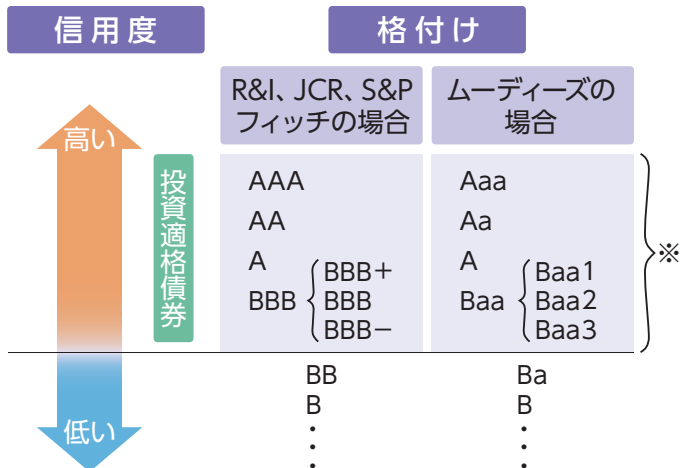 信用度
格付け
R&I、JCR、S&P
フィッチの場合
ムーディーズの
場合
高い
投資適格債券
AAA
Aaa
AA
Aa
A
A
BBB
BBB+
BBB
BBB−
Baa
Baa1
Baa2
Baa3
※
BB
Ba
B
B
・
・
・
・
低い